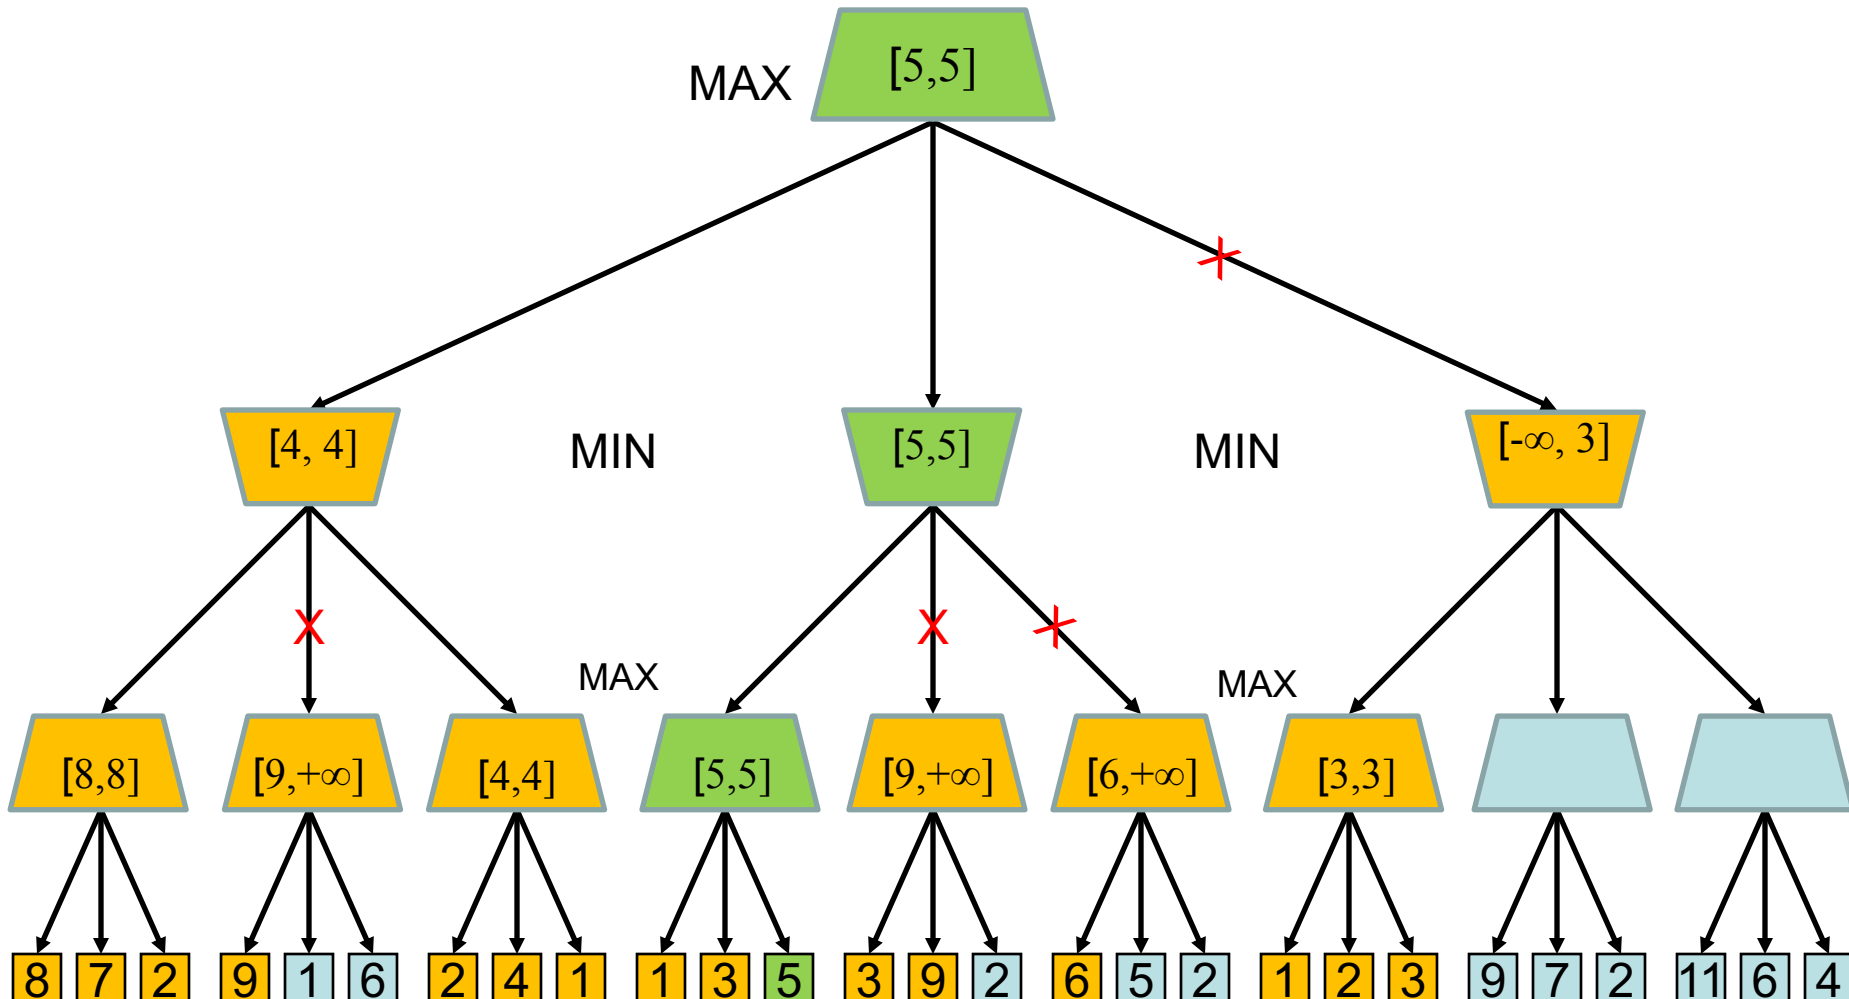 MAX [5,5]
X
[4, 4] MIN [5,5] MIN [-∞, 3]
X X X
MAX MAX
[8,8] [9,+∞] [4,4] [5,5] [9,+∞] [6,+∞] [3,3]
8 7 2 9 1 6 2 4 1 1 3 5 3 9 2 6 5 2 1 2 3 9 7 2 11 6 4